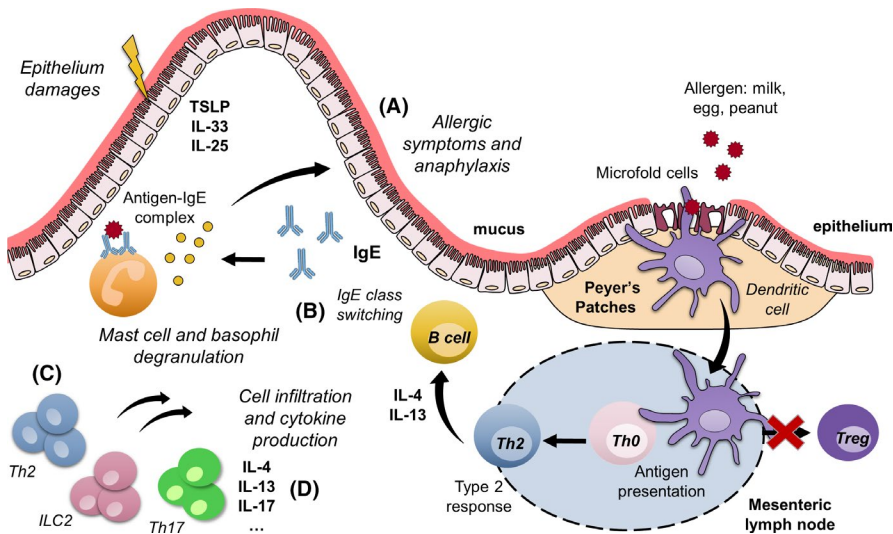 Epithelium
damages
TSLP
IL-33
IL-25
(A)
Allergic
symptoms and
anaphylaxis
Allergen: milk,
egg, peanut
Microfold cells
Antigen-IgE
complex
IgE
mucus
epithelium
Peyer's
Patches
Dendritic
cell
(B)
IgE class
switching
B cell
Mast cell and basophil
degranulation
IL-4
IL-13
(C)
Cell infiltration
and cytokine
production
Th2
ILC2
Th17
IL-4
IL-13
IL-17
...
(D)
Th2
Th0
Treg
Type 2
response
Antigen
presentation
Mesenteric
lymph node